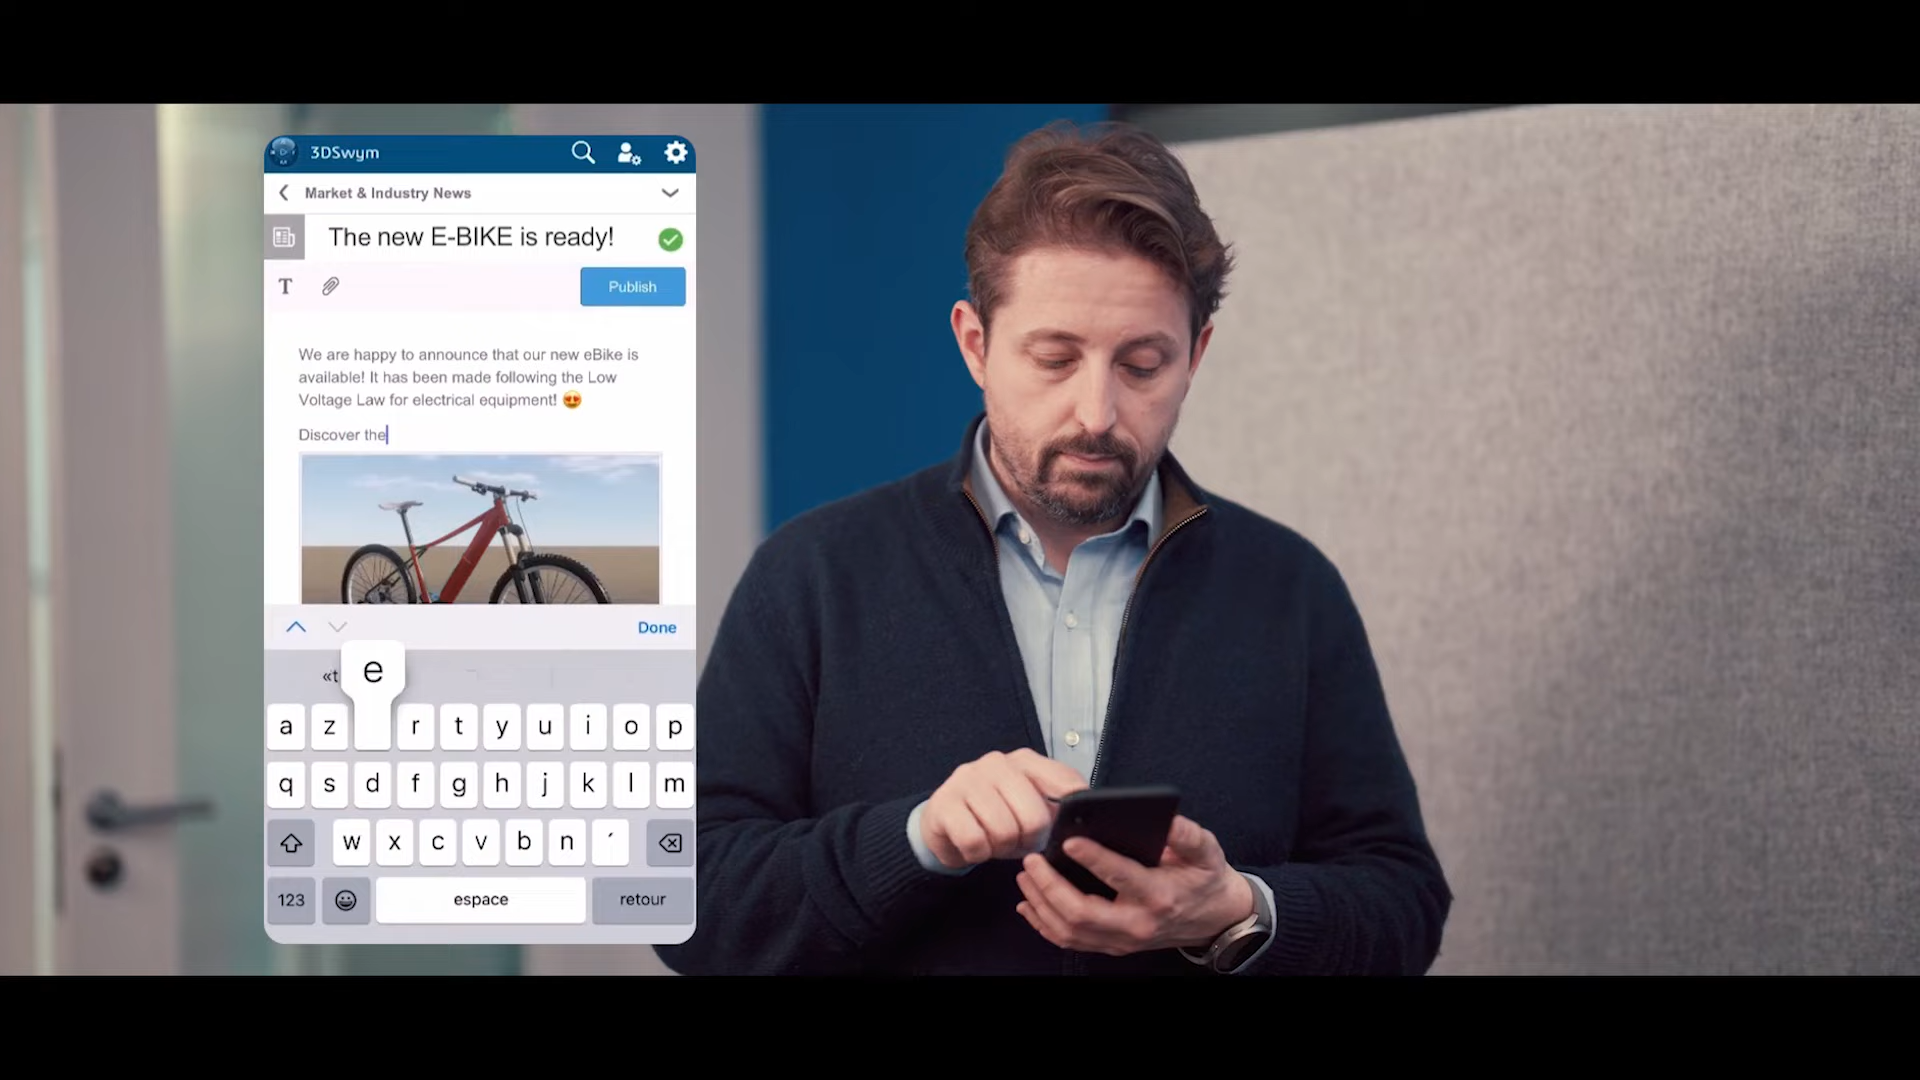 3DSwym
Market & Industry News
The new E-BIKE is ready!
T
Publish
We are happy to announce that our new eBike is
available! It has been made following the Low
Voltage Law for electrical equipment! 😍
Discover the
Done
«t
e
a z r t y u i o p
q s d f g h j k l m
w x c v b n ´
123 espace retour